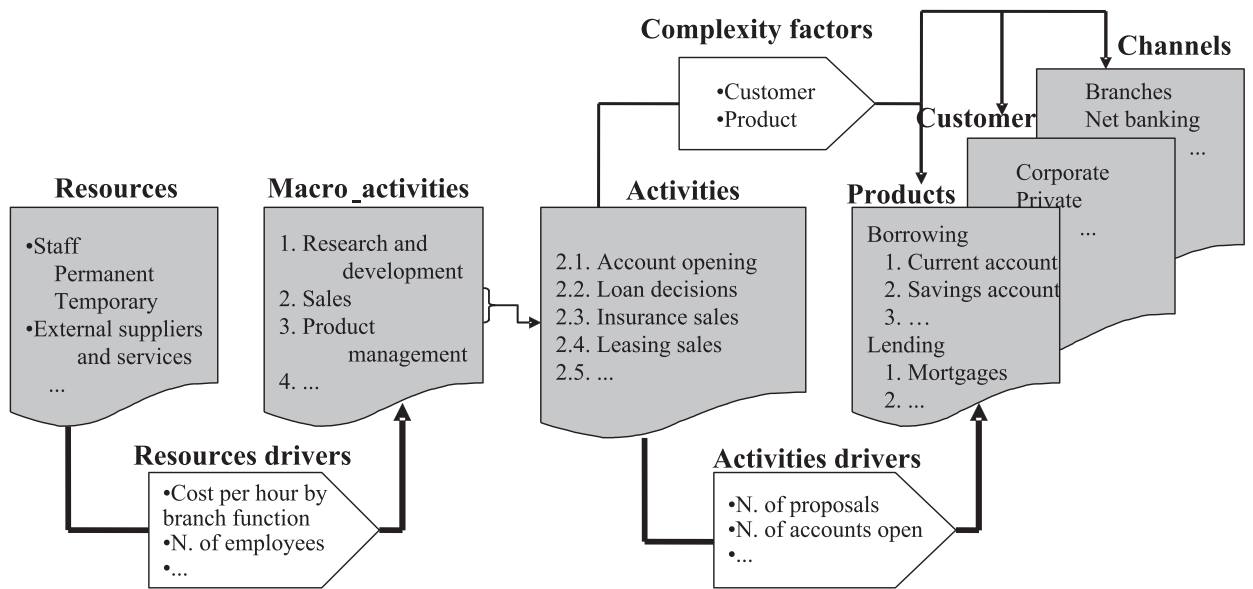 Complexity factors
•Customer
•Product
Channels
Branches
Net banking
...
Customer
Corporate
Private
...
Resources
•Staff
Permanent
Temporary
•External suppliers
and services
...
Macro_activities
1. Research and
development
2. Sales
3. Product
management
4. ...
Activities
2.1. Account opening
2.2. Loan decisions
2.3. Insurance sales
2.4. Leasing sales
2.5. ...
Products
Borrowing
1. Current account
2. Savings account
3. ...
Lending
1. Mortgages
2. ...
Resources drivers
•Cost per hour by
branch function
•N. of employees
•...
Activities drivers
•N. of proposals
•N. of accounts open
•...